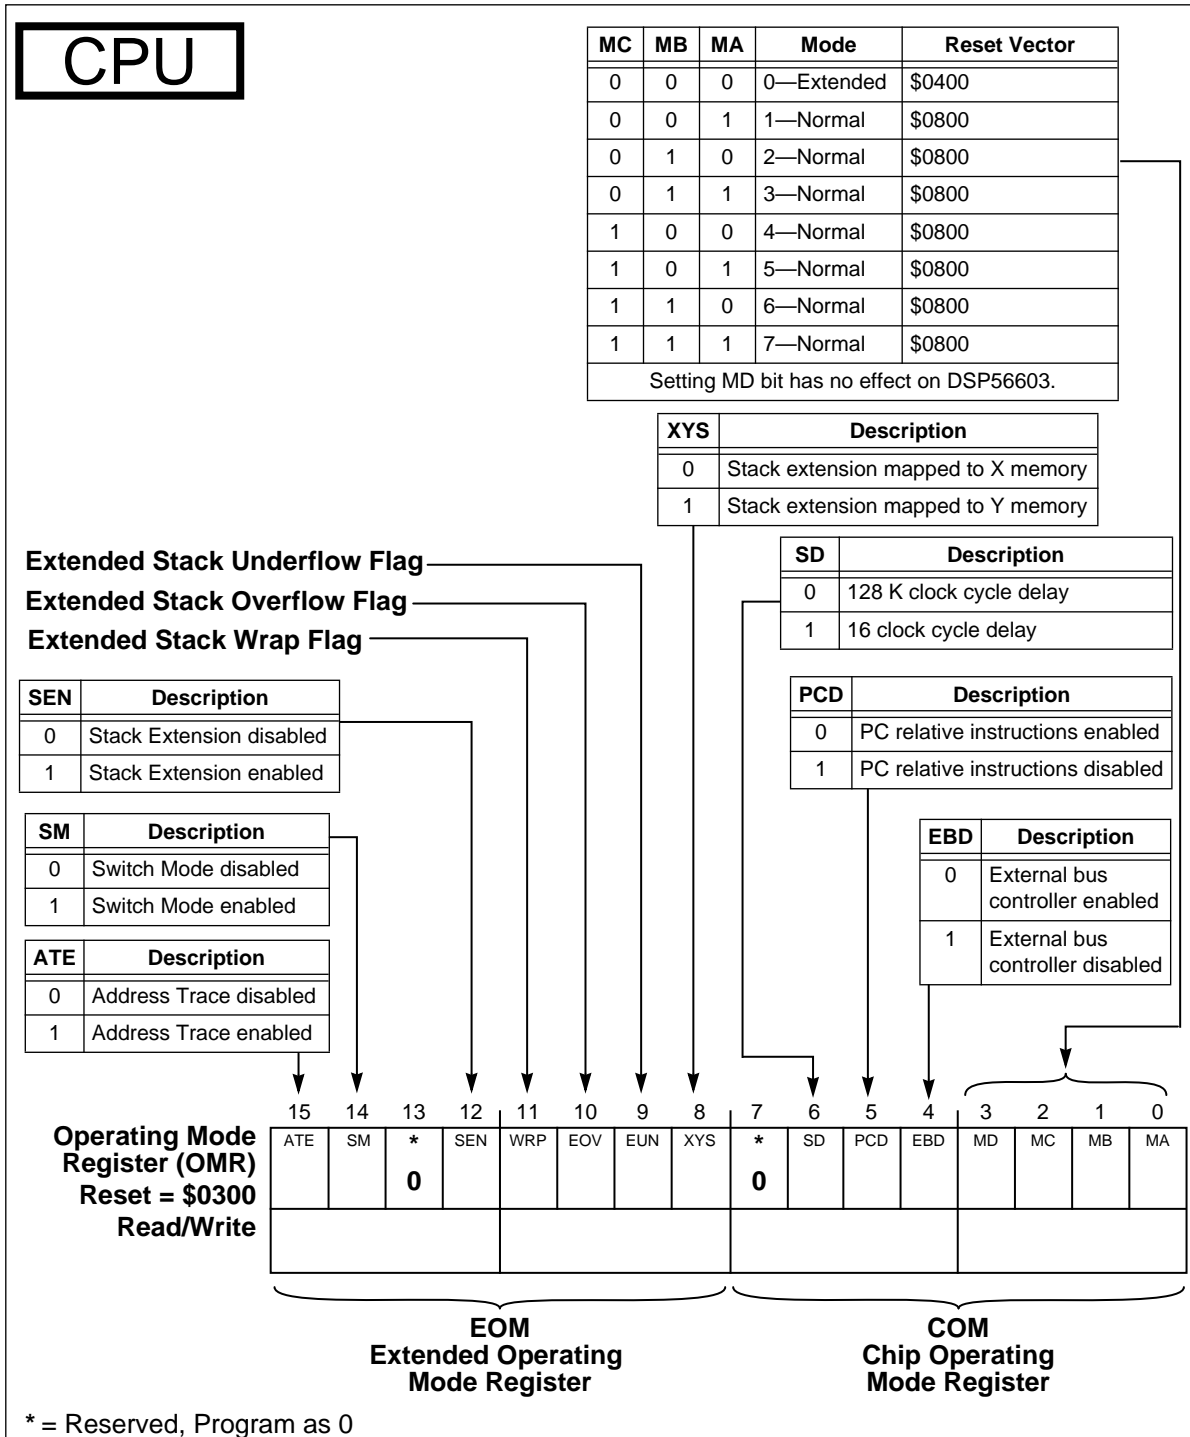 CPU
MC MB MA Mode Reset Vector
0 0 0 0—Extended $0400
0 0 1 1—Normal $0800
0 1 0 2—Normal $0800
0 1 1 3—Normal $0800
1 0 0 4—Normal $0800
1 0 1 5—Normal $0800
1 1 0 6—Normal $0800
1 1 1 7—Normal $0800
Setting MD bit has no effect on DSP56603.
XYS Description
0 Stack extension mapped to X memory
1 Stack extension mapped to Y memory
Extended Stack Underflow Flag
Extended Stack Overflow Flag
Extended Stack Wrap Flag
SD Description
0 128 K clock cycle delay
1 16 clock cycle delay
SEN Description
0 Stack Extension disabled
1 Stack Extension enabled
PCD Description
0 PC relative instructions enabled
1 PC relative instructions disabled
SM Description
0 Switch Mode disabled
1 Switch Mode enabled
EBD Description
0 External bus
controller enabled
1 External bus
controller disabled
ATE Description
0 Address Trace disabled
1 Address Trace enabled
15 14 13 12 11 10 9 8 7 6 5 4 3 2 1 0
Operating Mode
Register (OMR)
Reset = $0300
Read/Write
ATE SM * SEN WRP EOV EUN XYS * SD PCD EBD MD MC MB MA
0 0
EOM
Extended Operating
Mode Register
COM
Chip Operating
Mode Register
* = Reserved, Program as 0